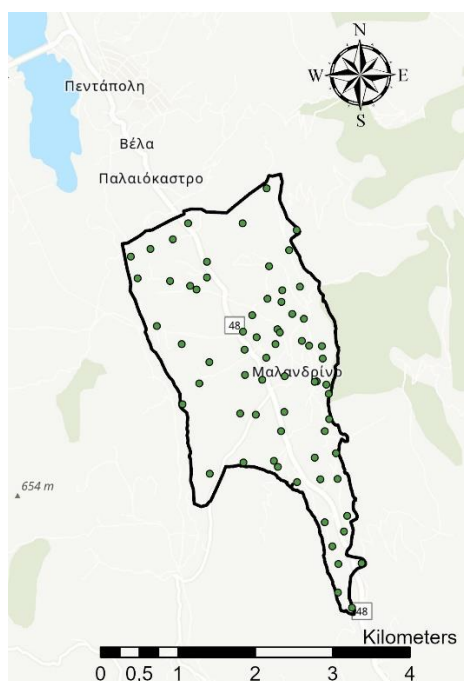 N
Πεντάπολη
W E
S
Βέλα
Παλαιόκαστρο
48
Μαλανδρίνο
654 m
48
Kilometers
0 0,5 1 2 3 4